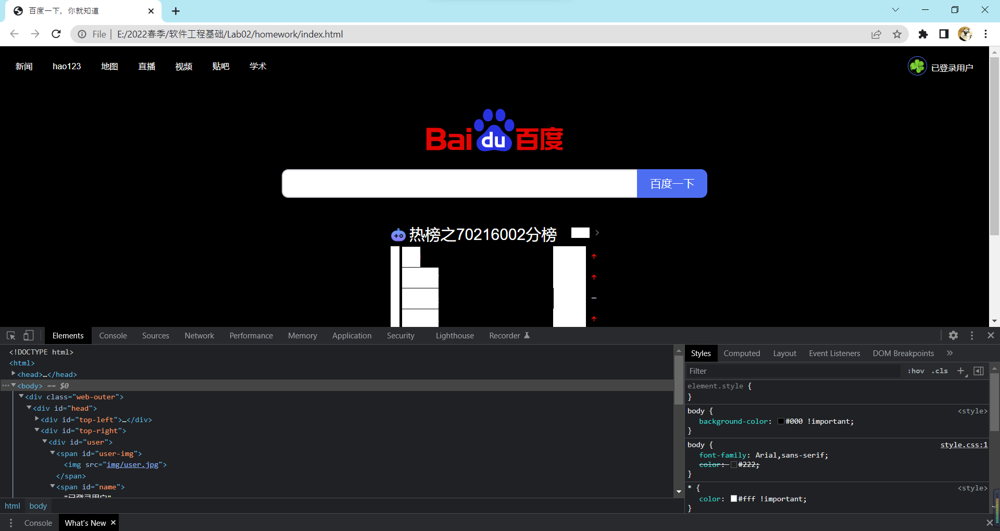 百度一下，你就知道
File | E:/2022春季/软件工程基础/Lab02/homework/index.html
新闻 hao123 地图 直播 视频 贴吧 学术
已登录用户
Bai du 百度
百度一下
热榜之70216002分榜
Elements Console Sources Network Performance Memory Application Security Lighthouse Recorder
<!DOCTYPE html>
<html>
<head>…</head>
<body> == $0
<div class="web-outer">
<div id="head">
<div id="top-left">…</div>
<div id="top-right">
<div id="user">
<span id="user-img">
<img src="img/user.jpg">
</span>
<span id="name">
"已登录用户"
html body
Styles Computed Layout Event Listeners DOM Breakpoints »
Filter :hov .cls
element.style {
}
body { <style>
background-color: #000 !important;
}
body { style.css:1
font-family: Arial,sans-serif;
color: #222;
}
* { <style>
color: #fff !important;
}
Console What's New